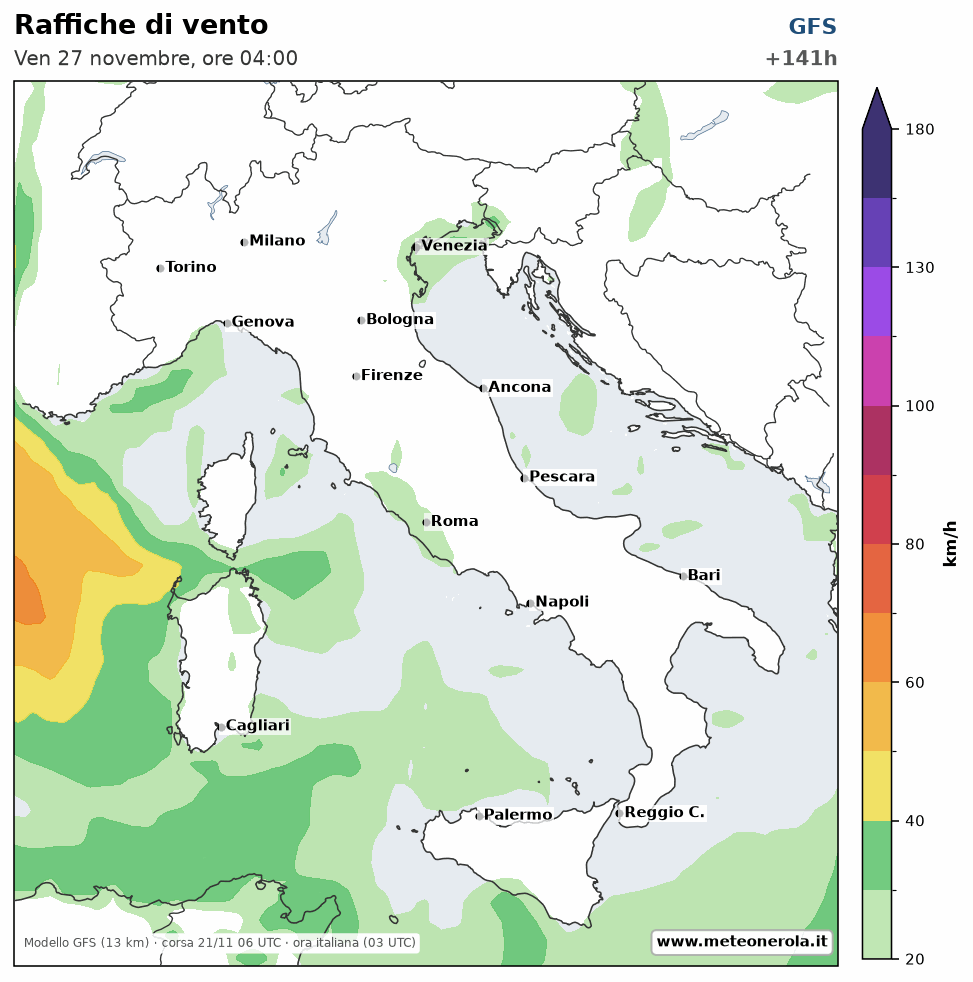 Raffiche di vento
GFS
Ven 27 novembre, ore 04:00
+141h
Milano
Venezia
Torino
Genova
Bologna
Firenze
Ancona
Pescara
Roma
Bari
Napoli
Cagliari
Palermo
Reggio C.
180
130
100
80
60
40
20
km/h
Modello GFS (13 km) · corsa 21/11 06 UTC · ora italiana (03 UTC)
www.meteonerola.it